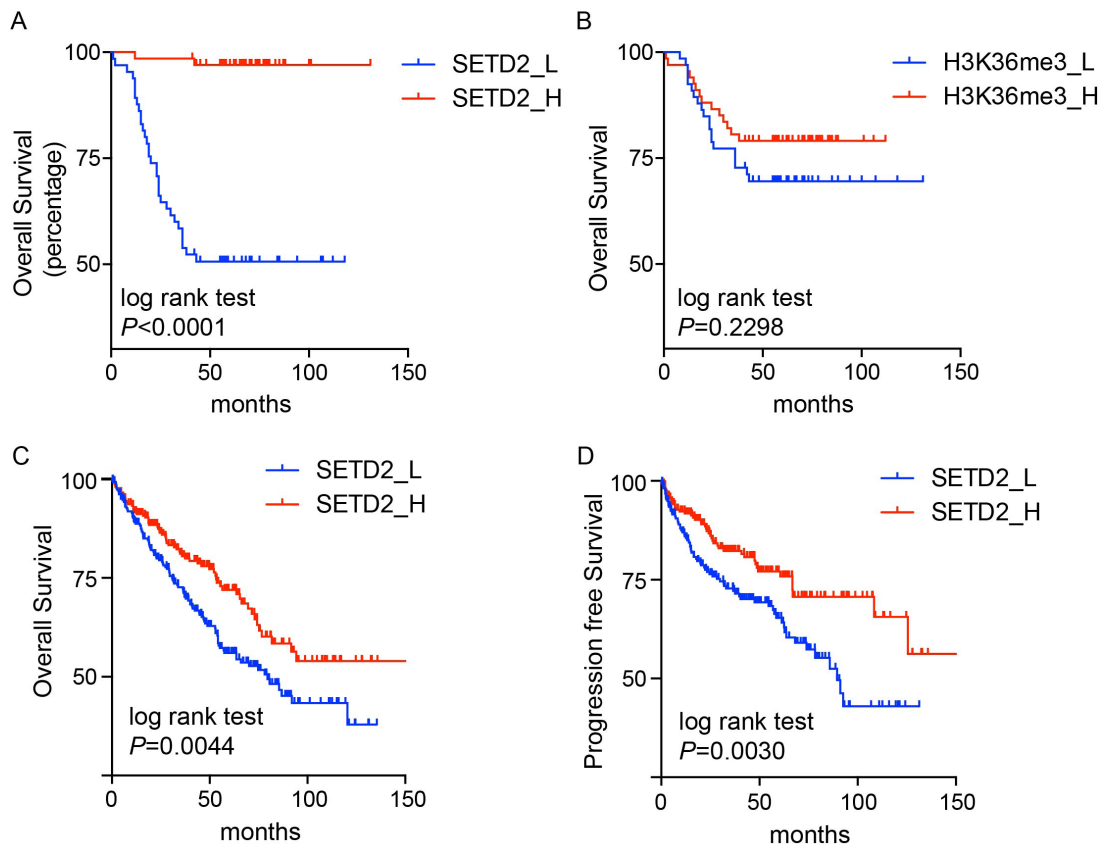 A
100
75
50
Overall Survival
(percentage)
SETD2_L
SETD2_H
log rank test
P<0.0001
0
50
100
150
months
B
100
75
50
Overall Survival
H3K36me3_L
H3K36me3_H
log rank test
P=0.2298
0
50
100
150
months
C
100
75
50
Overall Survival
SETD2_L
SETD2_H
log rank test
P=0.0044
0
50
100
150
months
D
100
75
50
Progression free Survival
SETD2_L
SETD2_H
log rank test
P=0.0030
0
50
100
150
months